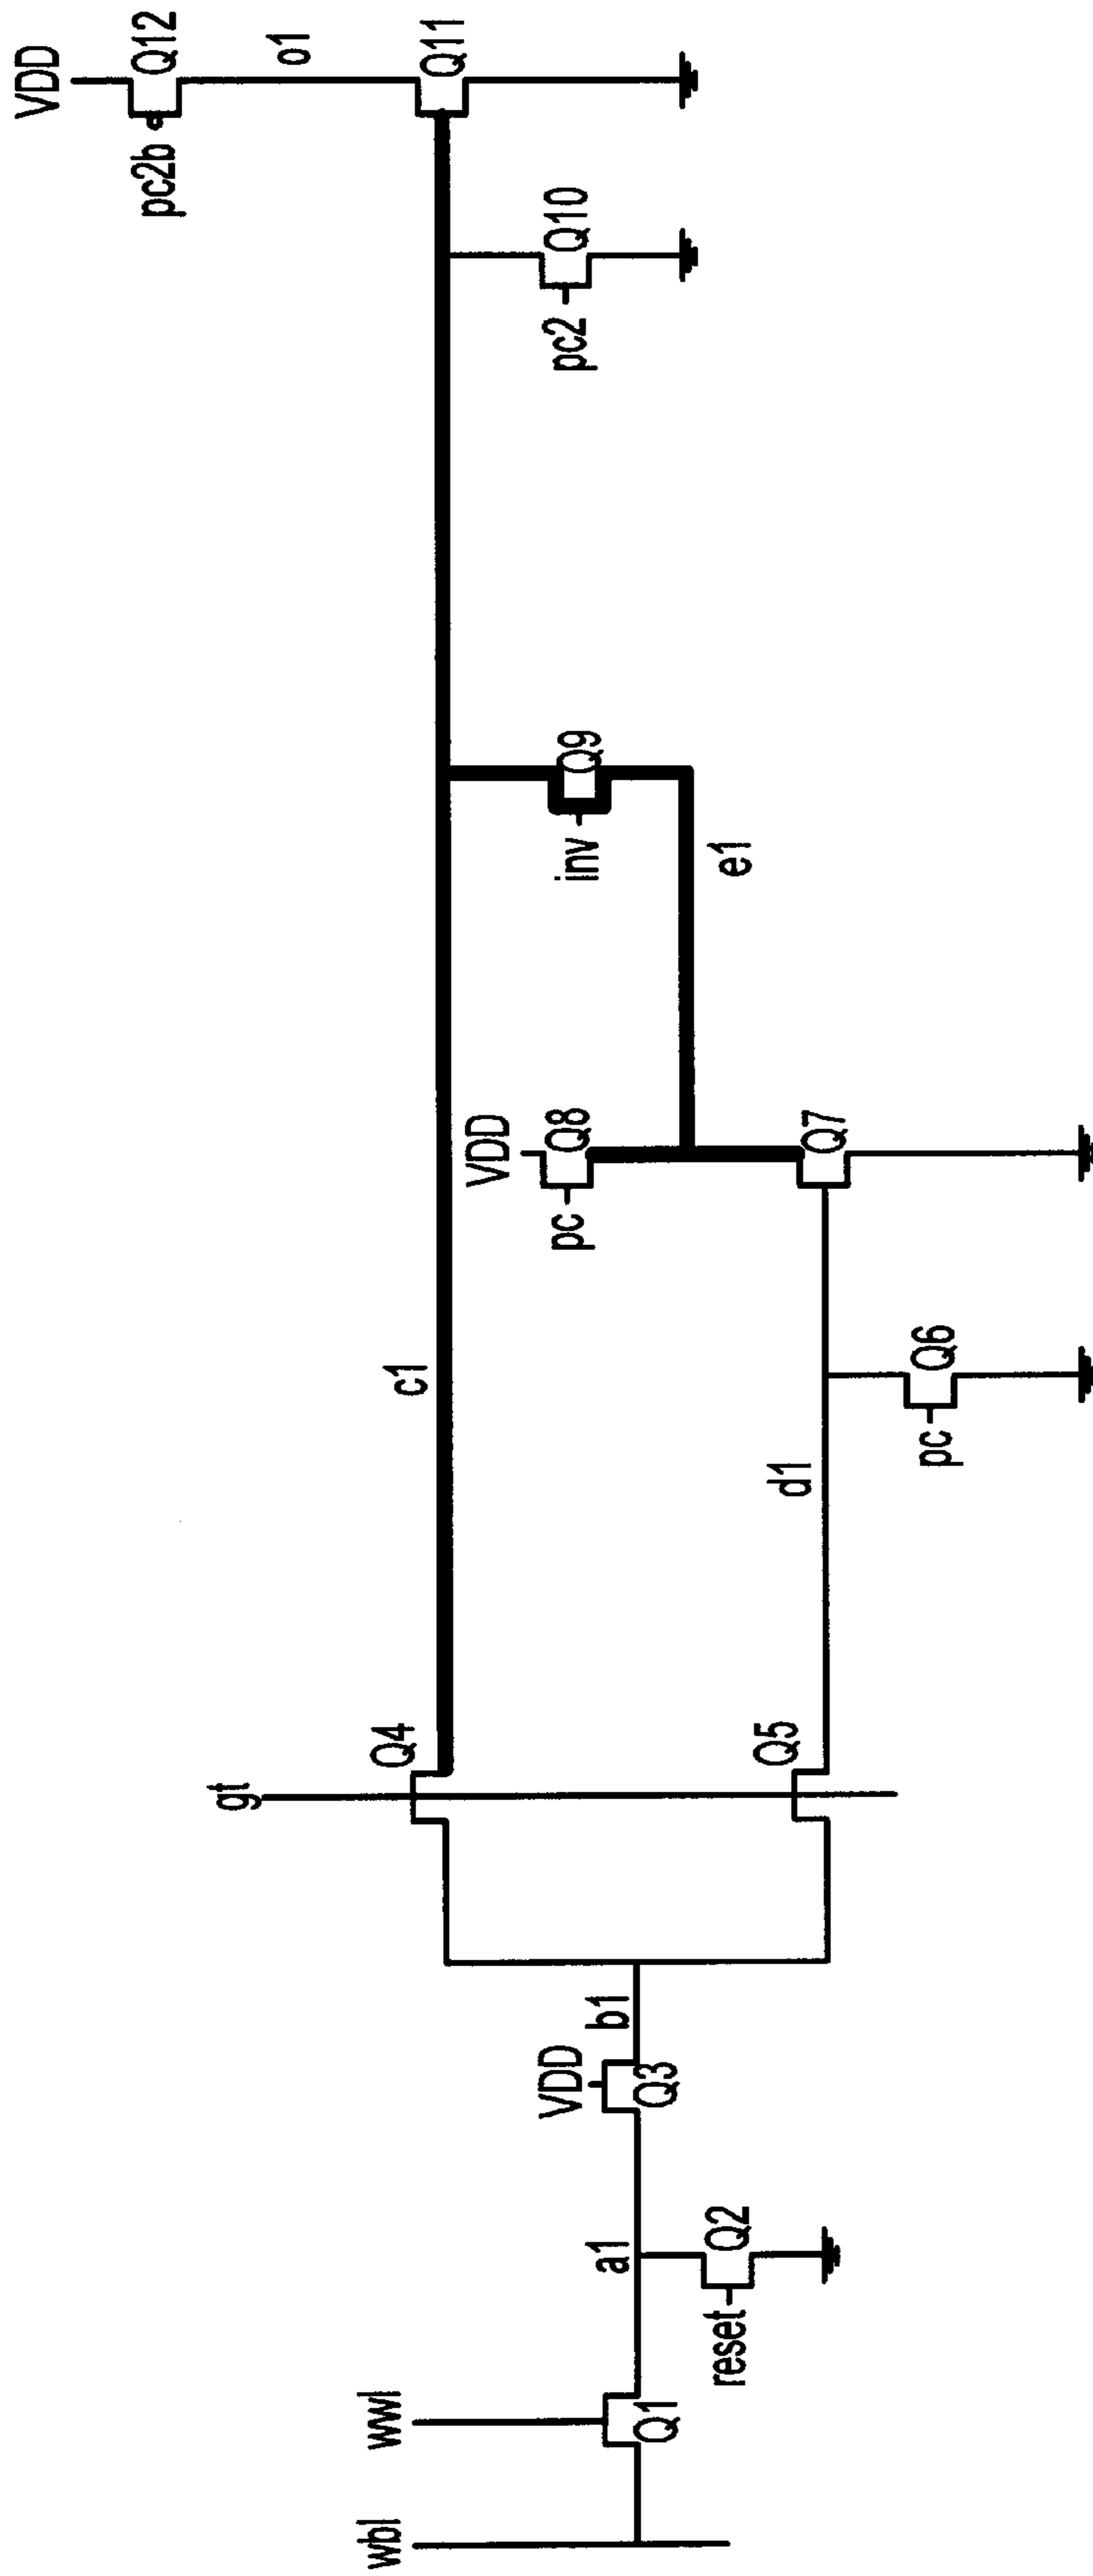 wbl
wwl
Q1
a1
reset
Q2
VDD
Q3
b1
gt
Q4
Q5
c1
d1
pc
Q6
VDD
pc
Q8
Q7
e1
inv
Q9
pc2
Q10
VDD
pc2b
Q12
o1
Q11